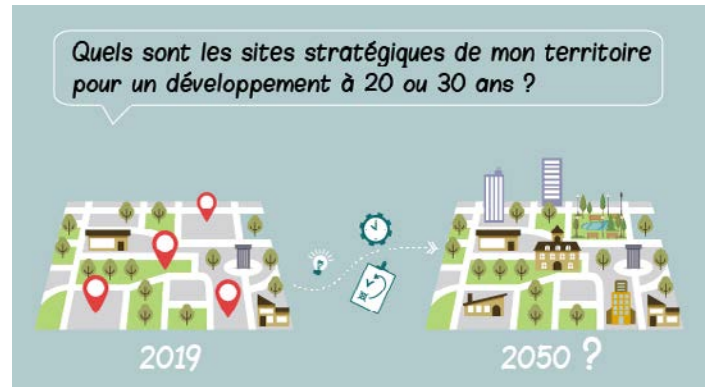 Quels sont les sites stratégiques de mon territoire
pour un développement à 20 ou 30 ans ?
2019
2050 ?